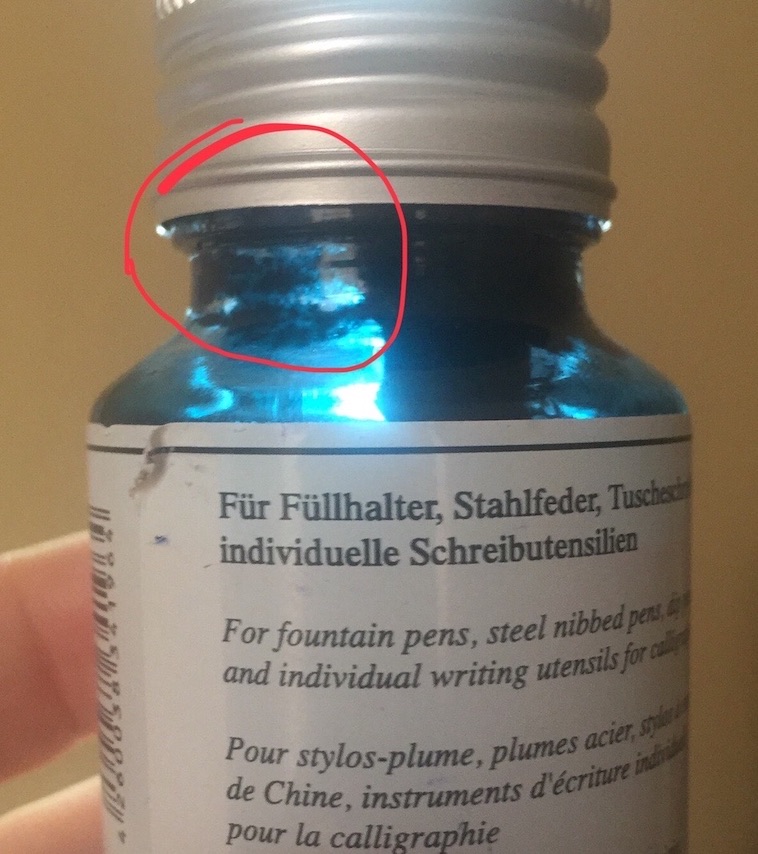 Für Füllhalter, Stahlfeder,
individuelle Schreibutensilien
For fountain pens, steel nibbed pens,
and individual writing utensils for
Pour stylos-plume, plumes acier,
de Chine, instruments d'écriture
pour la calligraphie